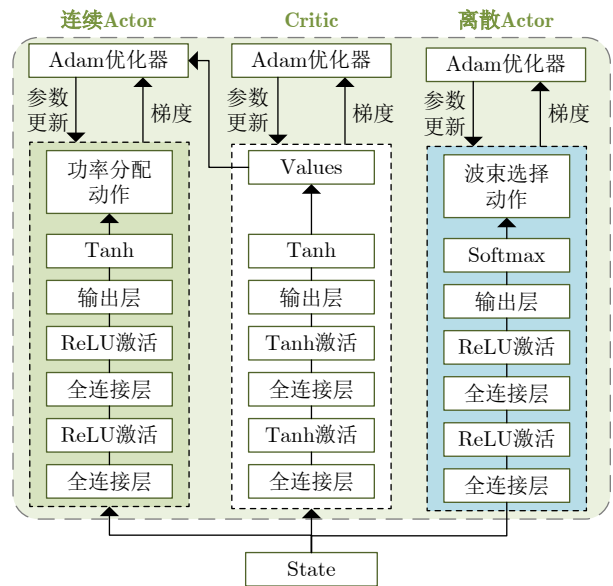 连续Actor
Critic
离散Actor
Adam优化器
Adam优化器
Adam优化器
参数
更新
梯度
参数
更新
梯度
参数
更新
梯度
功率分配
动作
Tanh
输出层
ReLU激活
全连接层
ReLU激活
全连接层
Values
Tanh
输出层
Tanh激活
全连接层
Tanh激活
全连接层
波束选择
动作
Softmax
输出层
ReLU激活
全连接层
ReLU激活
全连接层
State